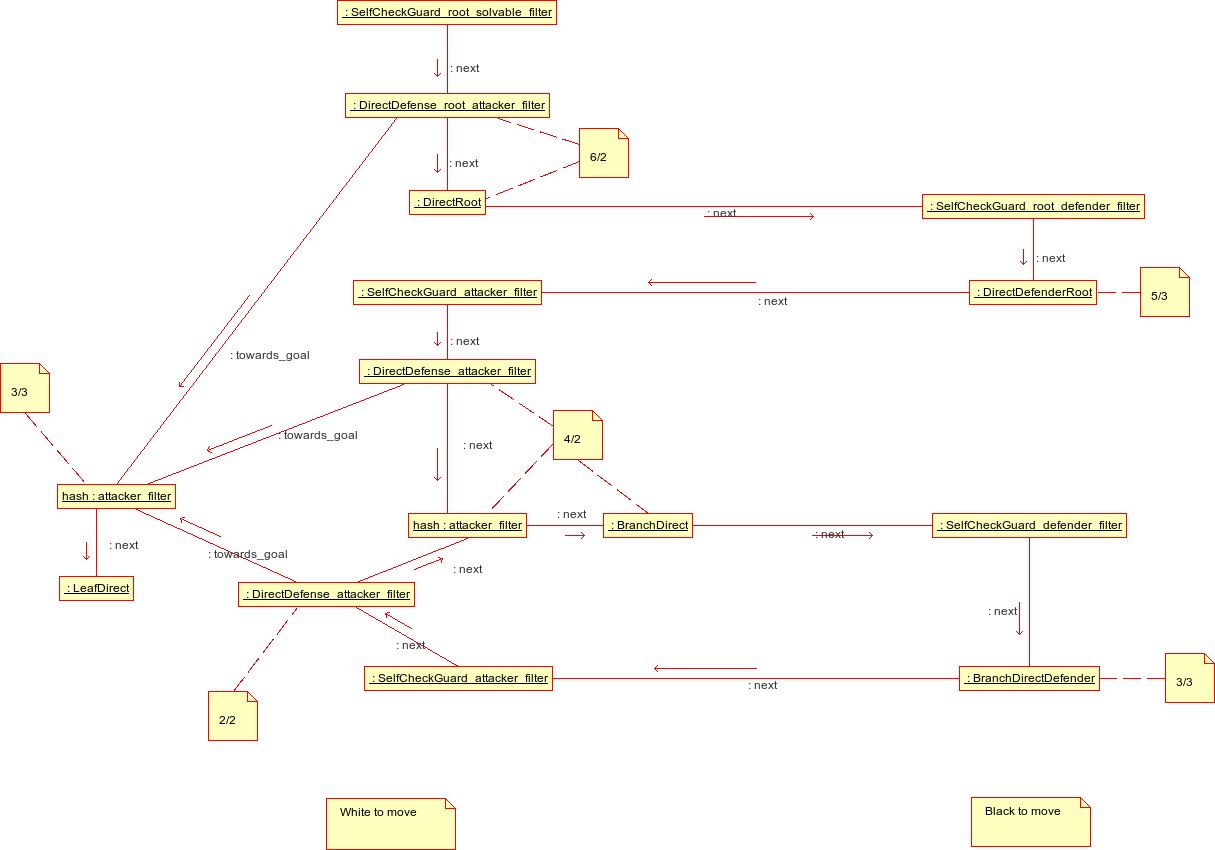 : SelfCheckGuard_root_solvable_filter
: next
: DirectDefense_root_attacker_filter
6/2
: next
: DirectRoot
: next
: SelfCheckGuard_root_defender_filter
: next
: SelfCheckGuard_attacker_filter
: next
: DirectDefenderRoot
5/3
: next
: towards_goal
: DirectDefense_attacker_filter
3/3
: towards_goal
: next
4/2
hash : attacker_filter
: next
hash : attacker_filter
: BranchDirect
: next
: SelfCheckGuard_defender_filter
: next
: towards_goal
: next
: LeafDirect
: DirectDefense_attacker_filter
: next
: next
: SelfCheckGuard_attacker_filter
: next
: BranchDirectDefender
3/3
2/2
White to move
Black to move